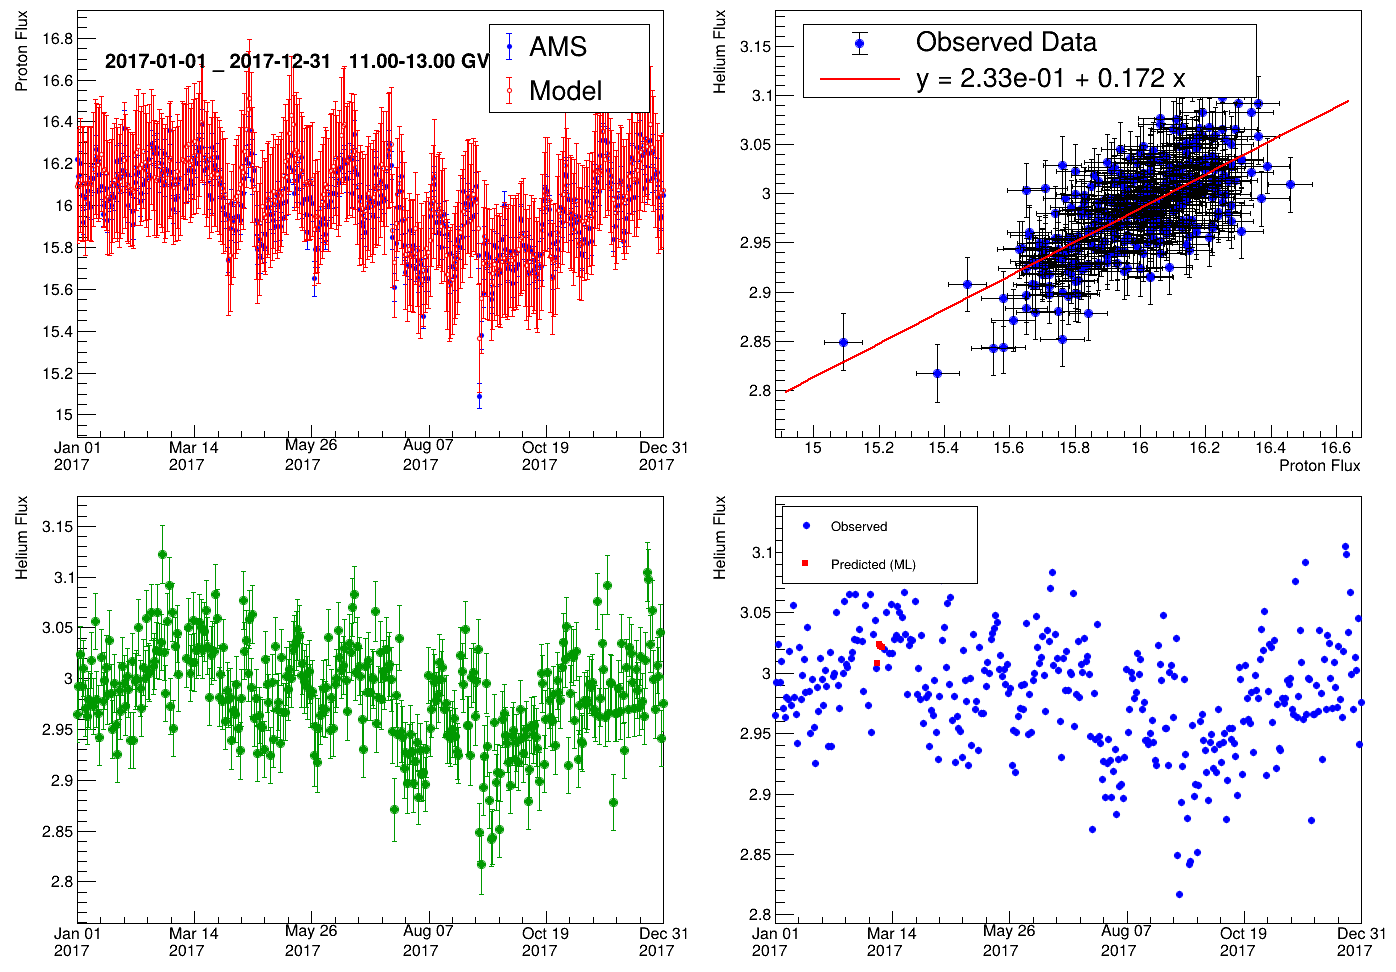 Proton Flux
16.8
16.6
16.4
16.2
16
15.8
15.6
15.4
15.2
15
2017-01-01 _ 2017-12-31 11.00-13.00 GV
AMS
Model
Jan 01
2017
Mar 14
2017
May 26
2017
Aug 07
2017
Oct 19
2017
Dec 31
2017
Helium Flux
3.15
3.1
3.05
3
2.95
2.9
2.85
2.8
Observed Data
y = 2.33e-01 + 0.172 x
15 15.2 15.4 15.6 15.8 16 16.2 16.4 16.6
Proton Flux
Helium Flux
3.15
3.1
3.05
3
2.95
2.9
2.85
2.8
Jan 01
2017
Mar 14
2017
May 26
2017
Aug 07
2017
Oct 19
2017
Dec 31
2017
Helium Flux
3.1
3.05
3
2.95
2.9
2.85
2.8
Observed
Predicted (ML)
Jan 01
2017
Mar 14
2017
May 26
2017
Aug 07
2017
Oct 19
2017
Dec 31
2017